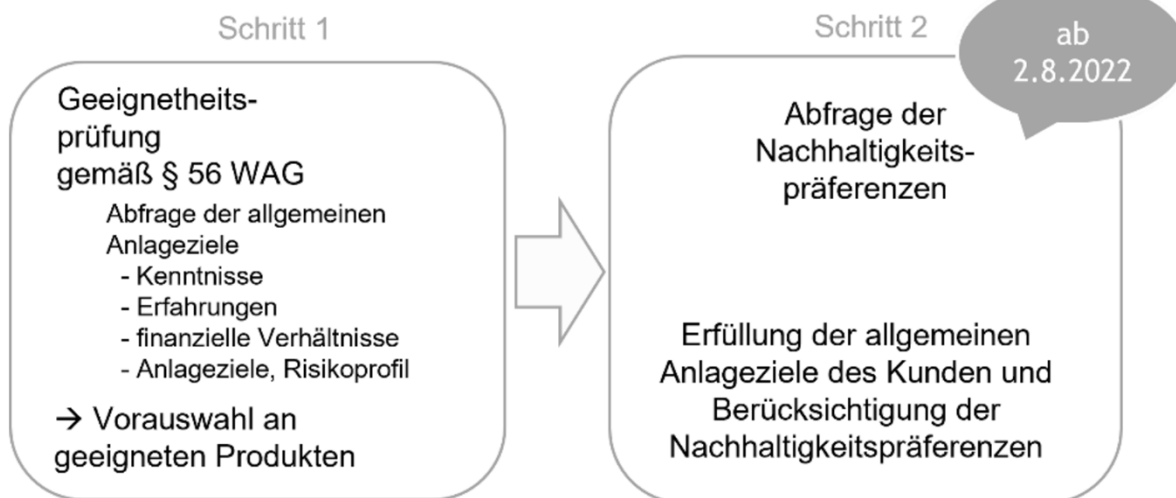 Schritt 1
Geeignetheits-
prüfung
gemäß § 56 WAG
Abfrage der allgemeinen
Anlageziele
- Kenntnisse
- Erfahrungen
- finanzielle Verhältnisse
- Anlageziele, Risikoprofil
→ Vorauswahl an
geeigneten Produkten
Schritt 2
ab
2.8.2022
Abfrage der
Nachhaltigkeits-
präferenzen
Erfüllung der allgemeinen
Anlageziele des Kunden und
Berücksichtigung der
Nachhaltigkeitspräferenzen